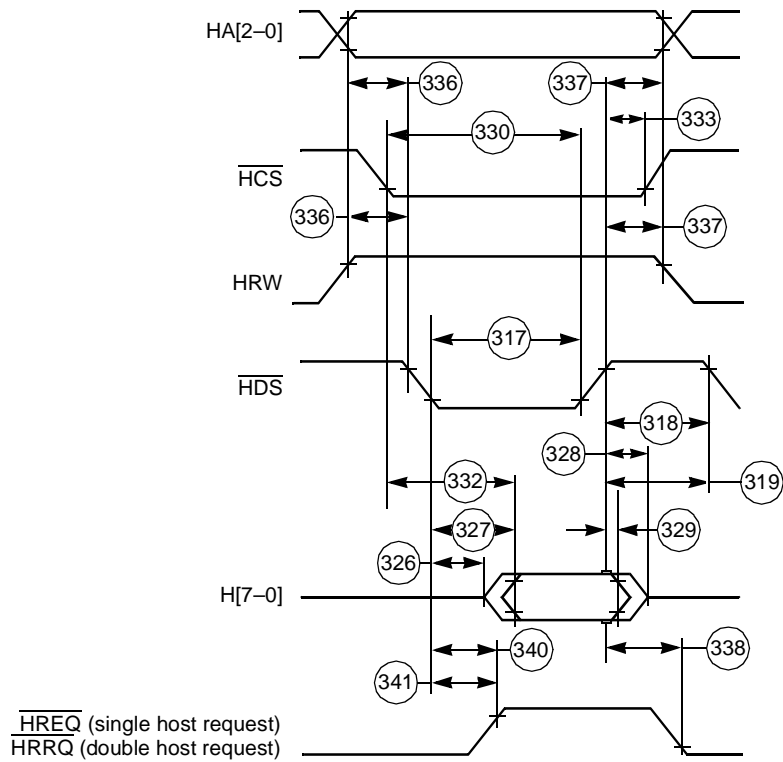 HA[2–0]
336
337
333
330
HCS
336
337
HRW
317
HDS
318
328
332
319
327
329
326
H[7–0]
340
338
341
HREQ (single host request)
HRRQ (double host request)